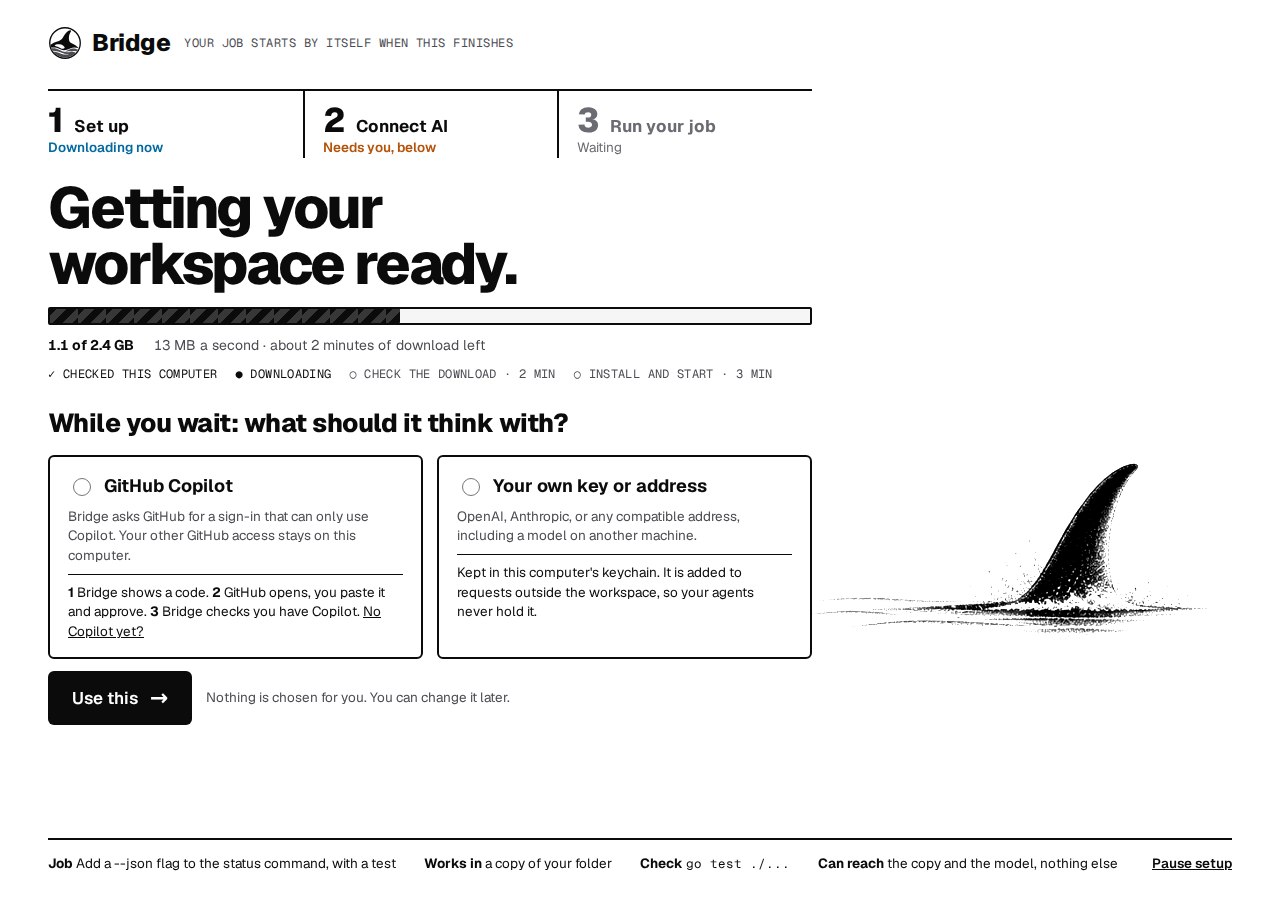 Bridge YOUR JOB STARTS BY ITSELF WHEN THIS FINISHES
1 Set up
Downloading now
2 Connect AI
Needs you, below
3 Run your job
Waiting
Getting your
workspace ready.
1.1 of 2.4 GB 13 MB a second · about 2 minutes of download left
✓ CHECKED THIS COMPUTER ● DOWNLOADING ○ CHECK THE DOWNLOAD · 2 MIN ○ INSTALL AND START · 3 MIN
While you wait: what should it think with?
GitHub Copilot
Bridge asks GitHub for a sign-in that can only use
Copilot. Your other GitHub access stays on this
computer.
1 Bridge shows a code. 2 GitHub opens, you paste it
and approve. 3 Bridge checks you have Copilot. No
Copilot yet?
Your own key or address
OpenAI, Anthropic, or any compatible address,
including a model on another machine.
Kept in this computer's keychain. It is added to
requests outside the workspace, so your agents
never hold it.
Use this → Nothing is chosen for you. You can change it later.
Job Add a --json flag to the status command, with a test Works in a copy of your folder Check go test ./... Can reach the copy and the model, nothing else Pause setup